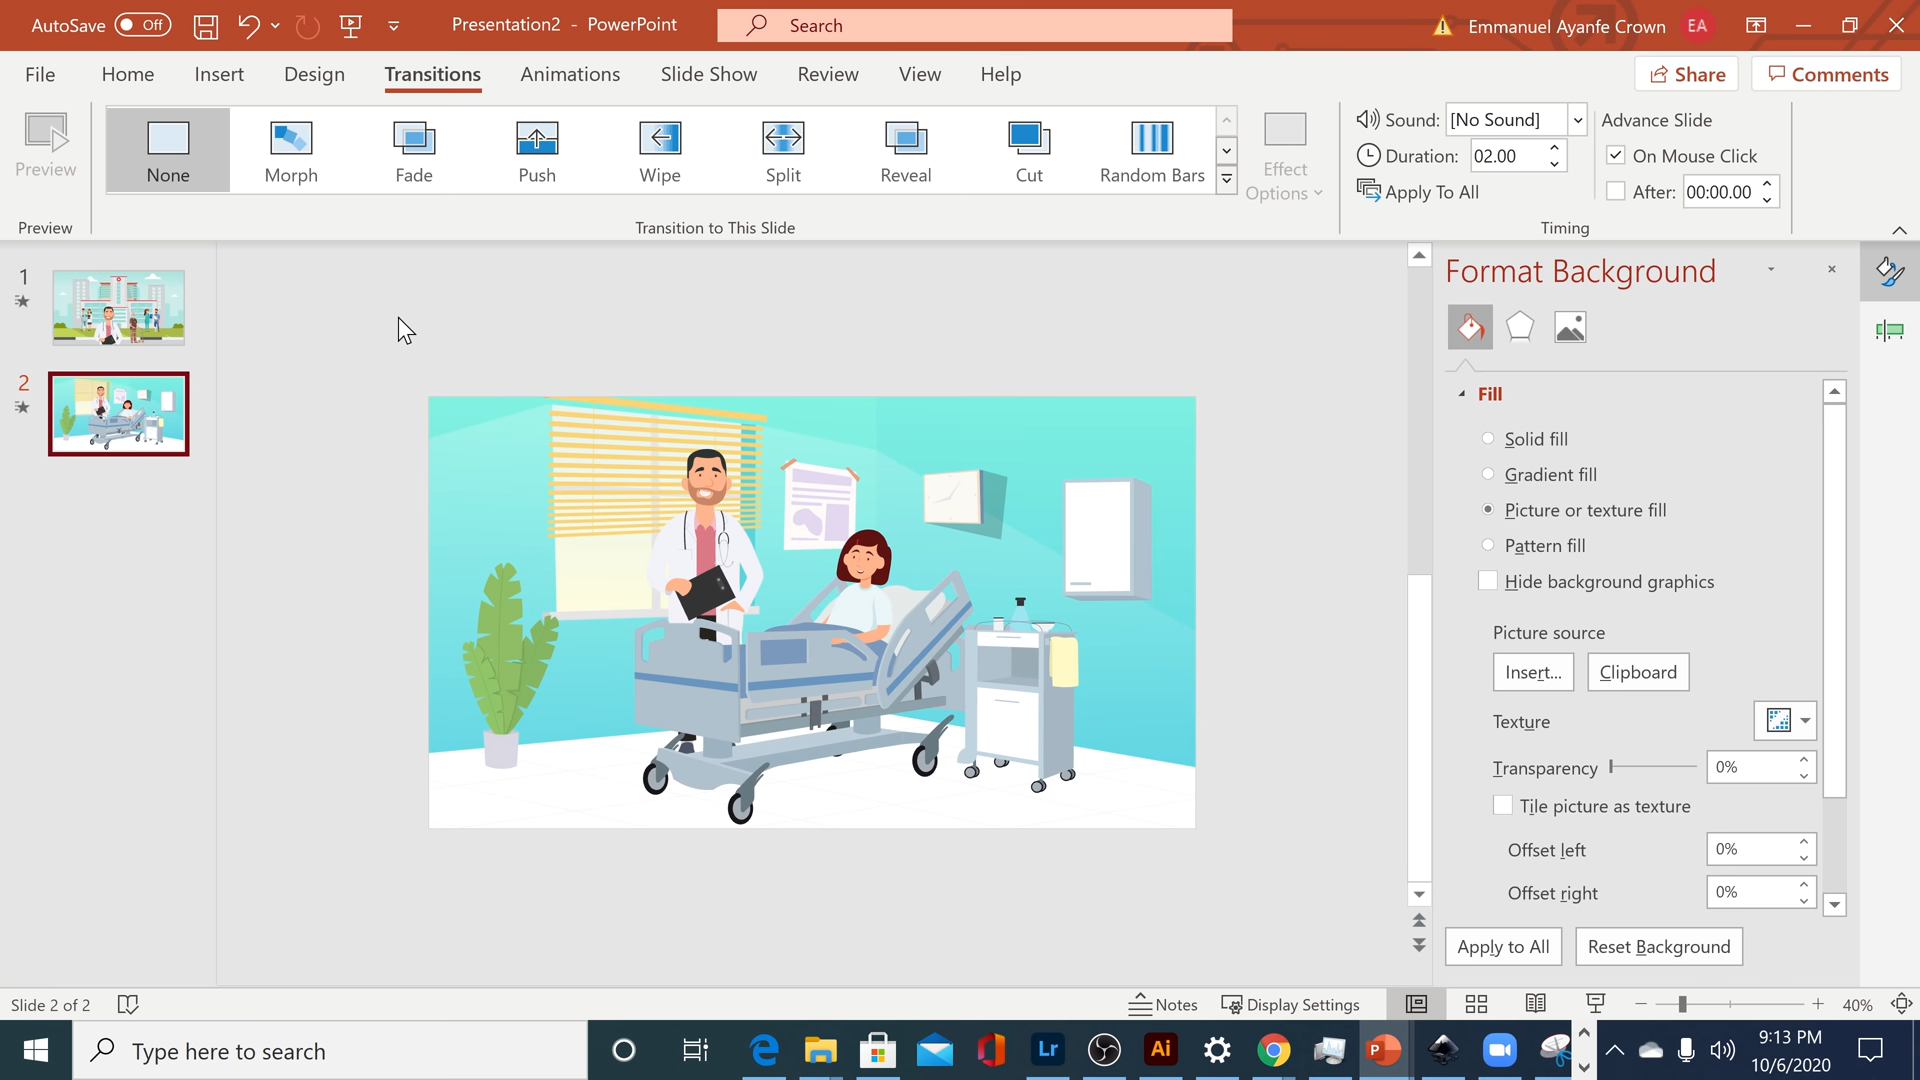 AutoSave Off Presentation2 - PowerPoint Search Emmanuel Ayanfe Crown EA
File Home Insert Design Transitions Animations Slide Show Review View Help Share Comments
Preview None Morph Fade Push Wipe Split Reveal Cut Random Bars Effect Options
Sound: [No Sound] Advance Slide
Duration: 02.00 On Mouse Click
Apply To All After: 00:00.00
Preview Transition to This Slide Timing
1
2
Format Background
Fill
Solid fill
Gradient fill
Picture or texture fill
Pattern fill
Hide background graphics
Picture source
Insert... Clipboard
Texture
Transparency 0%
Tile picture as texture
Offset left 0%
Offset right 0%
Apply to All Reset Background
Slide 2 of 2 Notes Display Settings 40%
Type here to search Lr Ai P 9:13 PM
10/6/2020